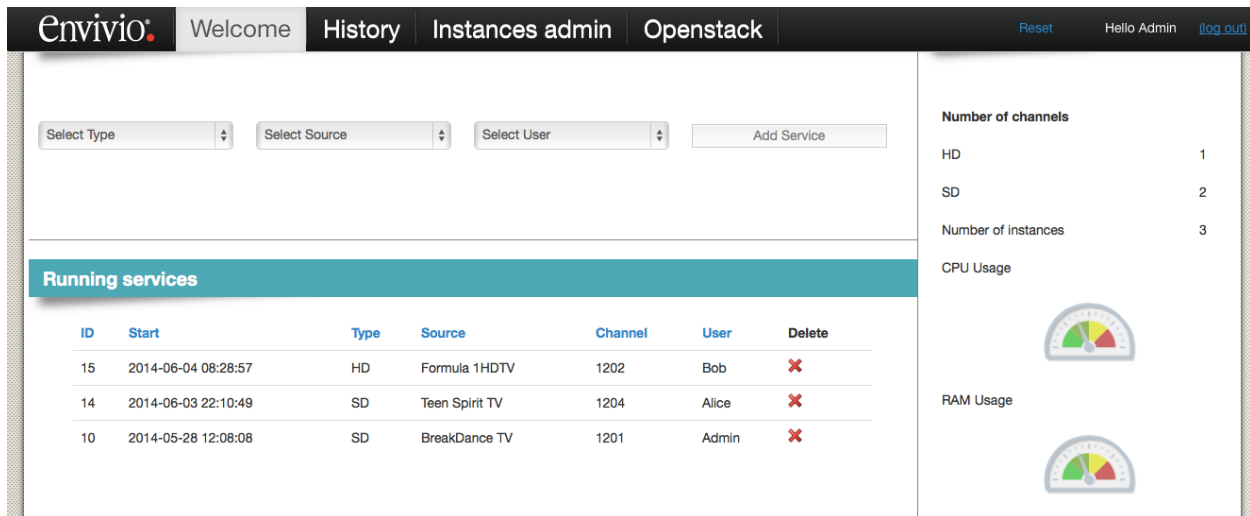 envivio Welcome History Instances admin Openstack Reset Hello Admin (log out)
Select Type Select Source Select User Add Service
Number of channels
HD 1
SD 2
Number of instances 3
CPU Usage
RAM Usage
Running services
ID Start Type Source Channel User Delete
15 2014-06-04 08:28:57 HD Formula 1HDTV 1202 Bob
14 2014-06-03 22:10:49 SD Teen Spirit TV 1204 Alice
10 2014-05-28 12:08:08 SD BreakDance TV 1201 Admin